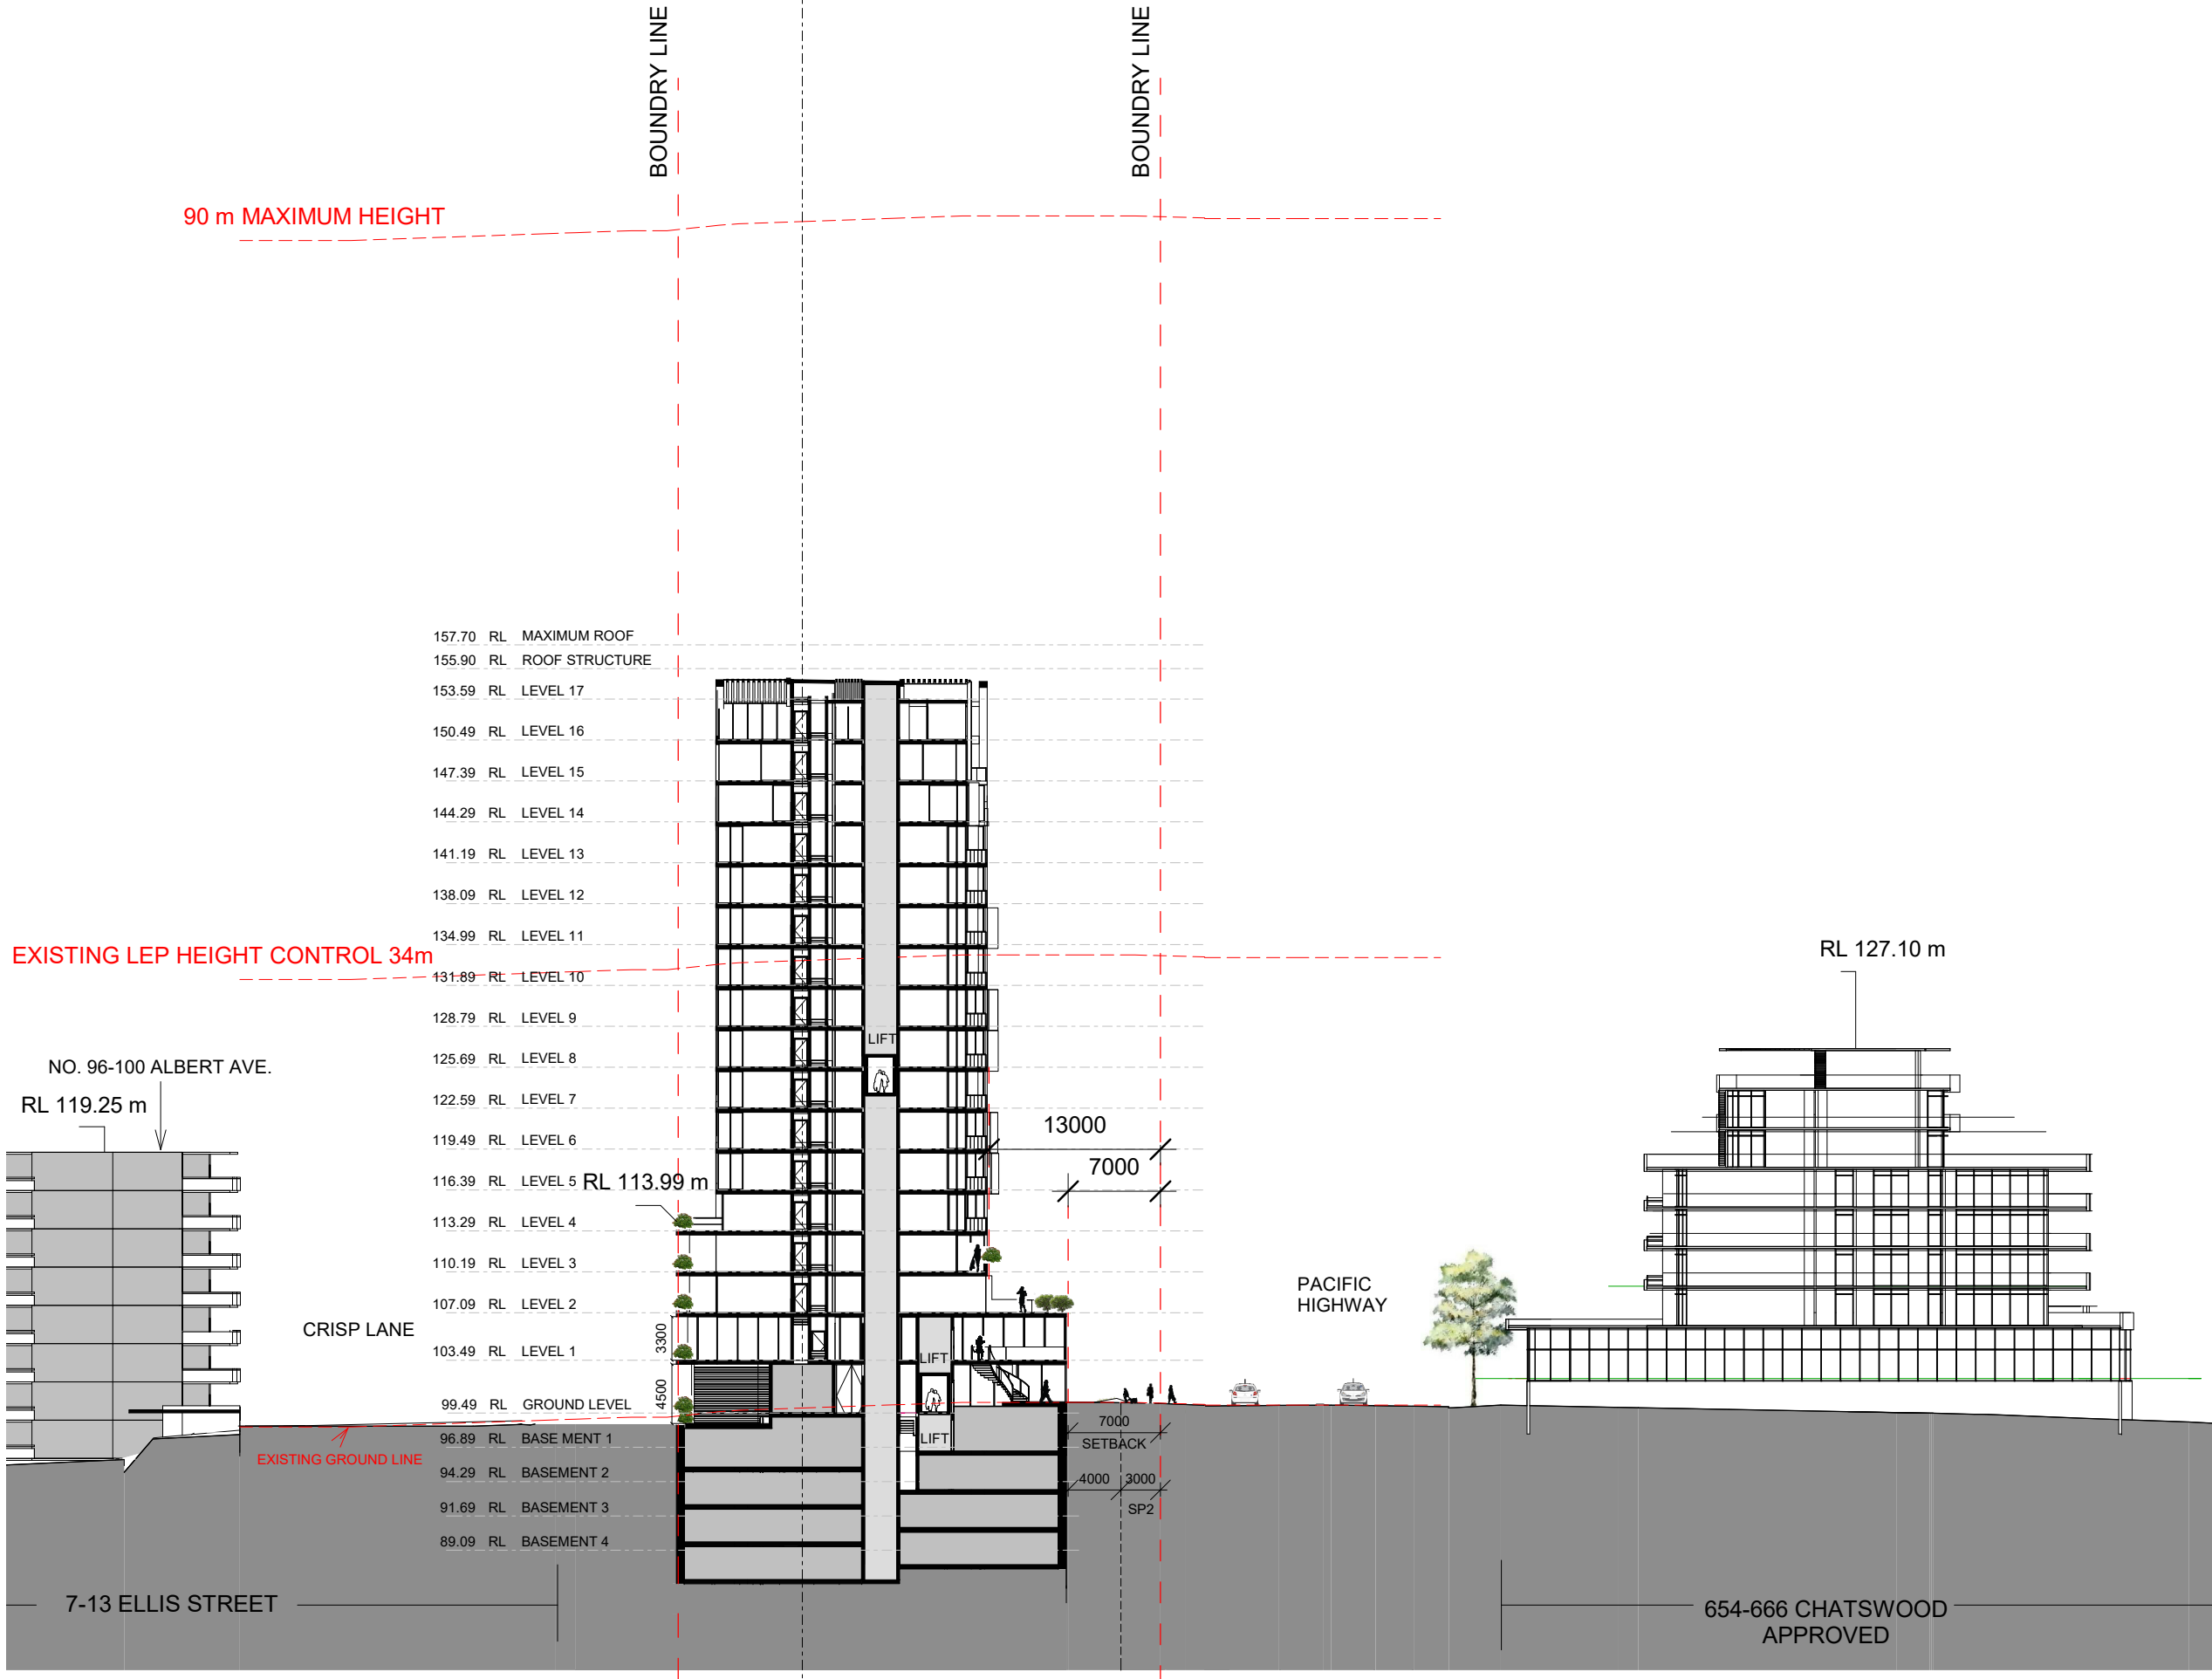 BOUNDRY LINE
BOUNDRY LINE
90 m MAXIMUM HEIGHT
157.70 RL MAXIMUM ROOF
155.90 RL ROOF STRUCTURE
153.59 RL LEVEL 17
150.49 RL LEVEL 16
147.39 RL LEVEL 15
144.29 RL LEVEL 14
141.19 RL LEVEL 13
138.09 RL LEVEL 12
134.99 RL LEVEL 11
EXISTING LEP HEIGHT CONTROL 34m
131.89 RL LEVEL 10
128.79 RL LEVEL 9
125.69 RL LEVEL 8
122.59 RL LEVEL 7
119.49 RL LEVEL 6
116.39 RL LEVEL 5
113.29 RL LEVEL 4
110.19 RL LEVEL 3
107.09 RL LEVEL 2
103.49 RL LEVEL 1
99.49 RL GROUND LEVEL
96.89 RL BASE MENT 1
94.29 RL BASEMENT 2
91.69 RL BASEMENT 3
89.09 RL BASEMENT 4
RL 127.10 m
NO. 96-100 ALBERT AVE.
RL 119.25 m
RL 113.99 m
LIFT
13000
7000
PACIFIC
HIGHWAY
CRISP LANE
3300
4500
LIFT
LIFT
7000
SETBACK
4000
3000
SP2
EXISTING GROUND LINE
7-13 ELLIS STREET
654-666 CHATSWOOD
APPROVED